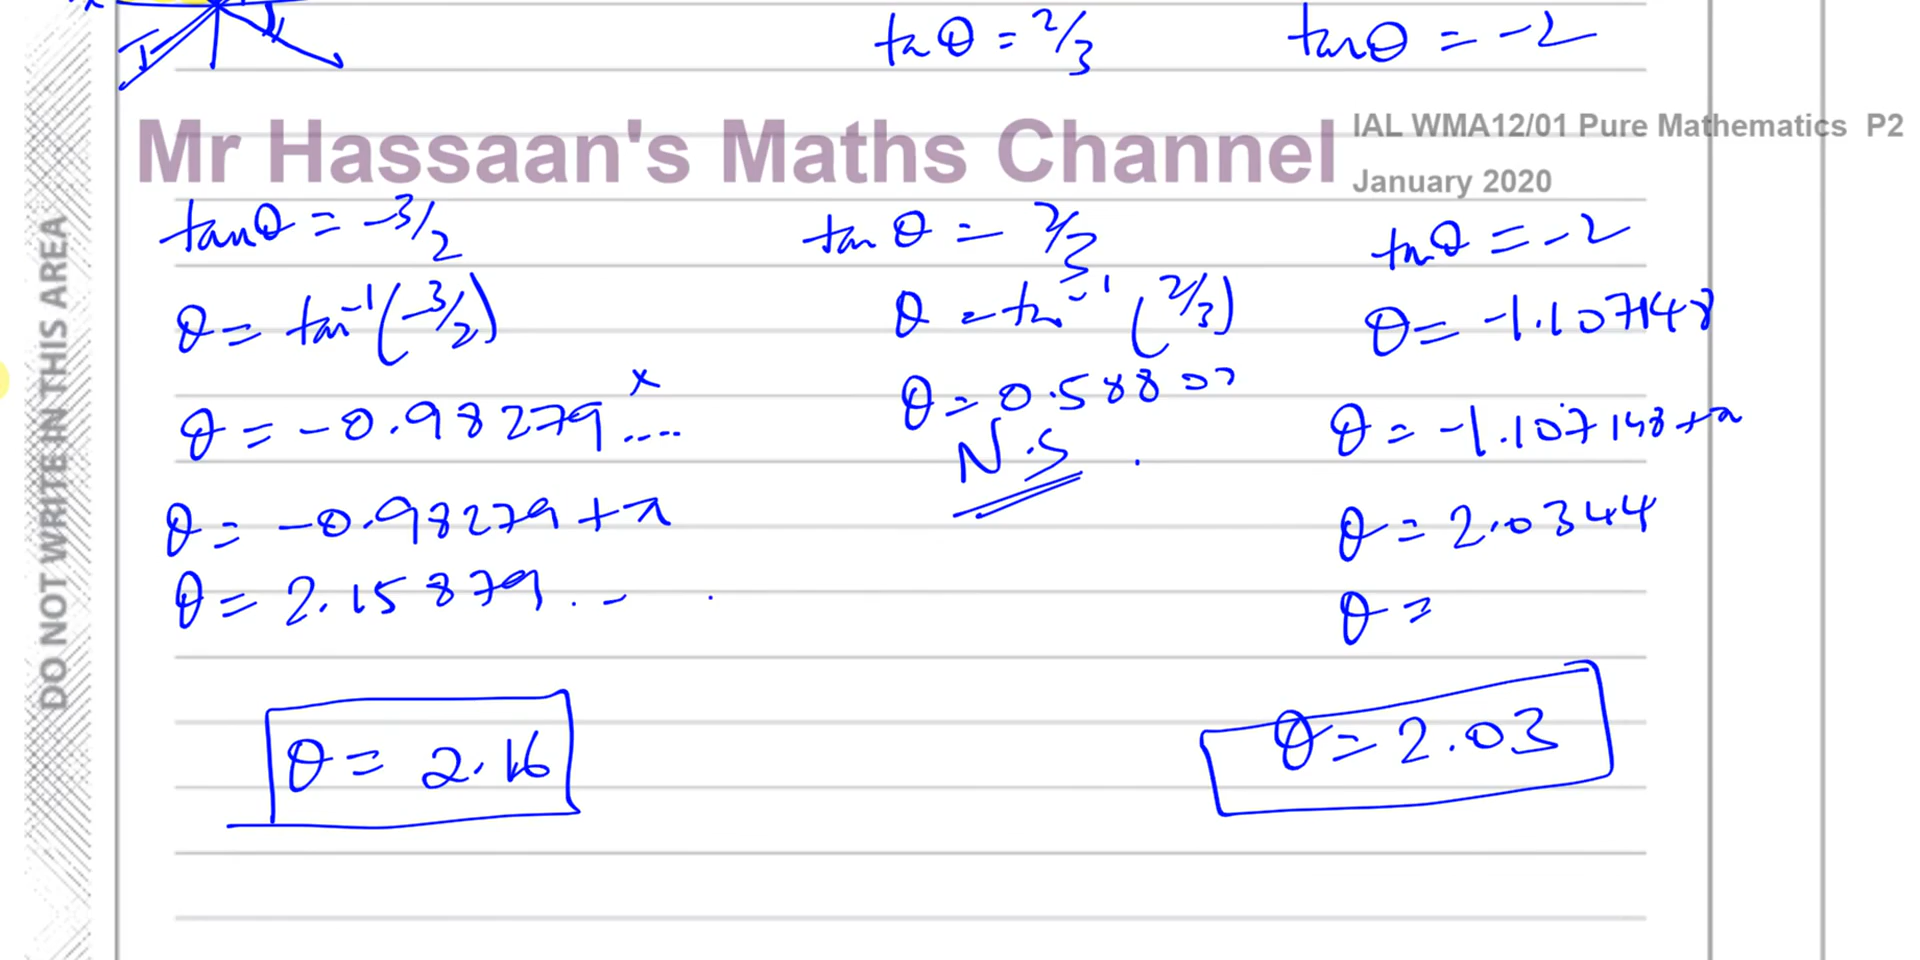 tanθ = 2/3
tanθ = -2
Mr Hassaan's Maths Channel
IAL WMA12/01 Pure Mathematics P2
January 2020
DO NOT WRITE IN THIS AREA
tanθ = -3/2
θ = tan⁻¹(-3/2)
θ = -0.98279 .... x
θ = -0.98279 + π
θ = 2.15879 . -
θ = 2.16
tan θ = 2/3
θ = tan⁻¹ (2/3)
θ = 0.5880
N.S
tanθ = -2
θ = -1.107148
θ = -1.107148 + π
θ = 2.0344
θ =
θ = 2.03